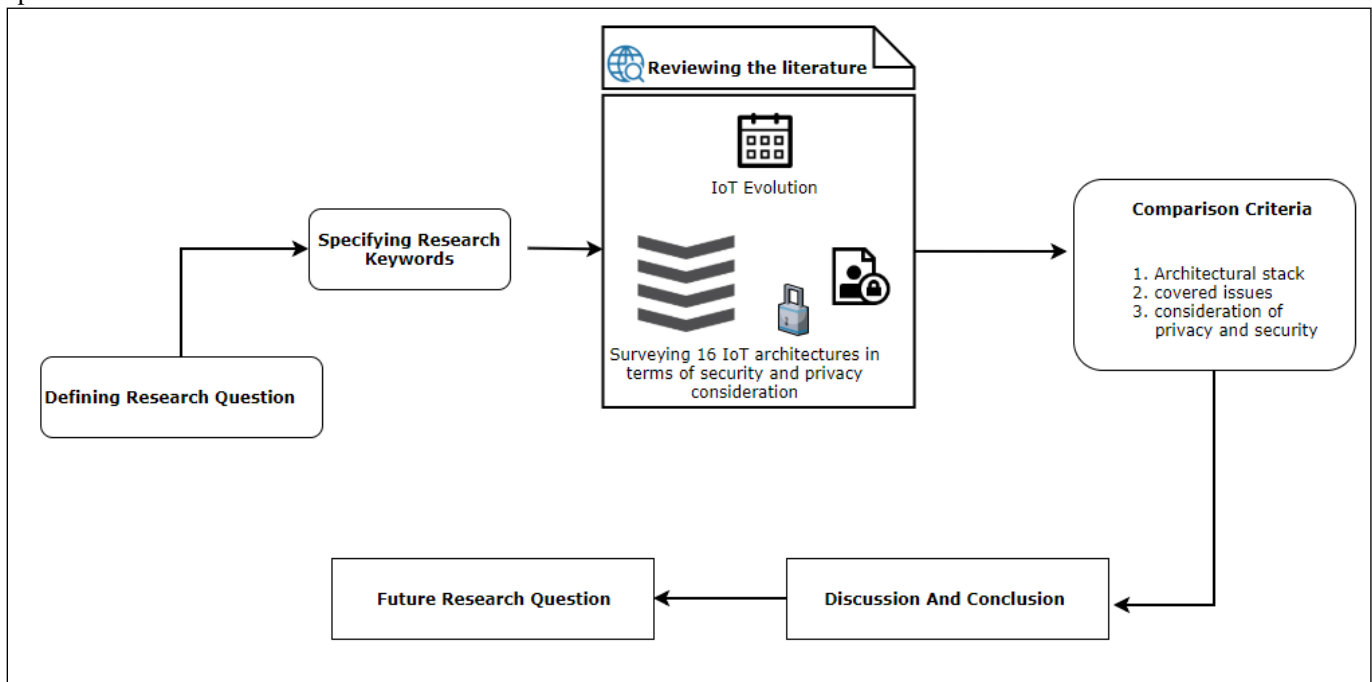 Reviewing the literature
IoT Evolution
Surveying 16 IoT architectures in
terms of security and privacy
consideration
Specifying Research
Keywords
Defining Research Question
Comparison Criteria
1. Architectural stack
2. covered issues
3. consideration of
privacy and security
Discussion And Conclusion
Future Research Question